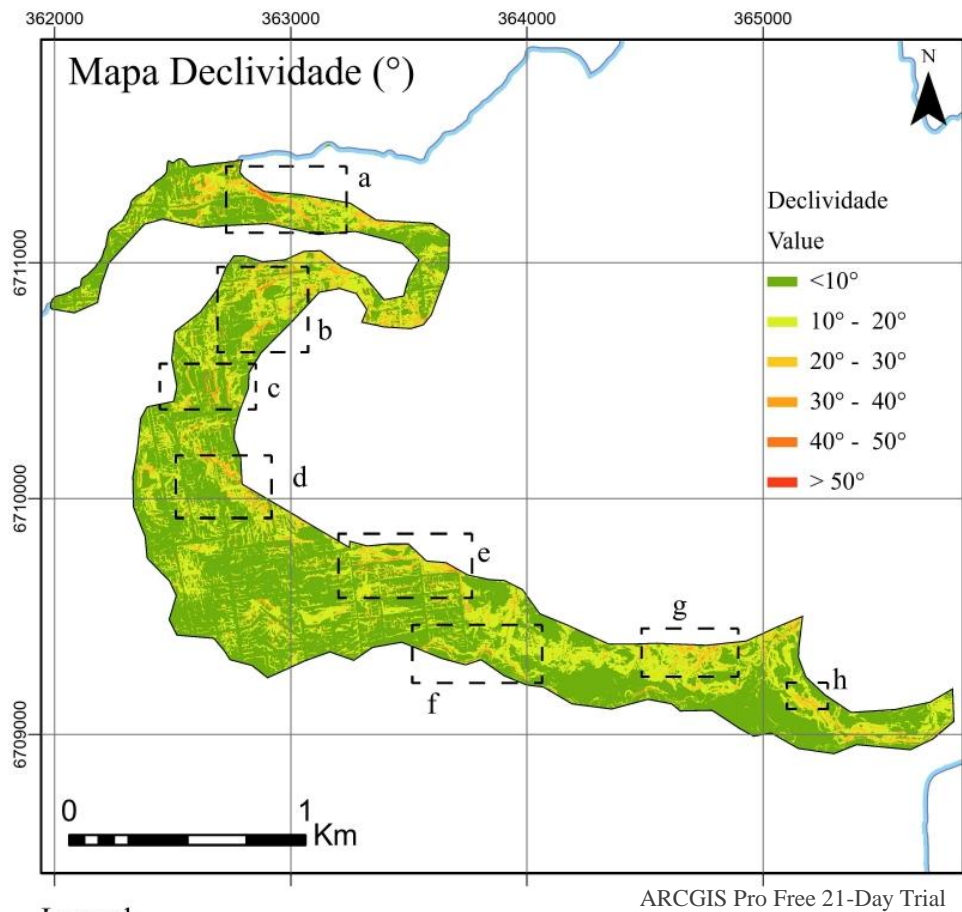 362000 363000 364000 365000
Mapa Declividade (°)
N
a
Declividade
Value
<10°
10° - 20°
20° - 30°
30° - 40°
40° - 50°
> 50°
6711000
b
c
d
6710000
e
g
h
f
6709000
0 1
Km
ARCGIS Pro Free 21-Day Trial